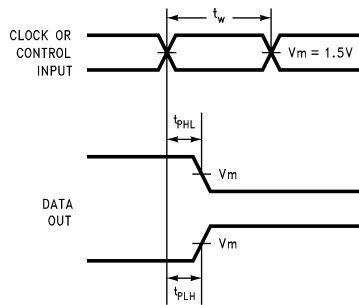 t_w
CLOCK OR
CONTROL
INPUT
Vm = 1.5V
t_PHL
Vm
DATA
OUT
Vm
t_PLH